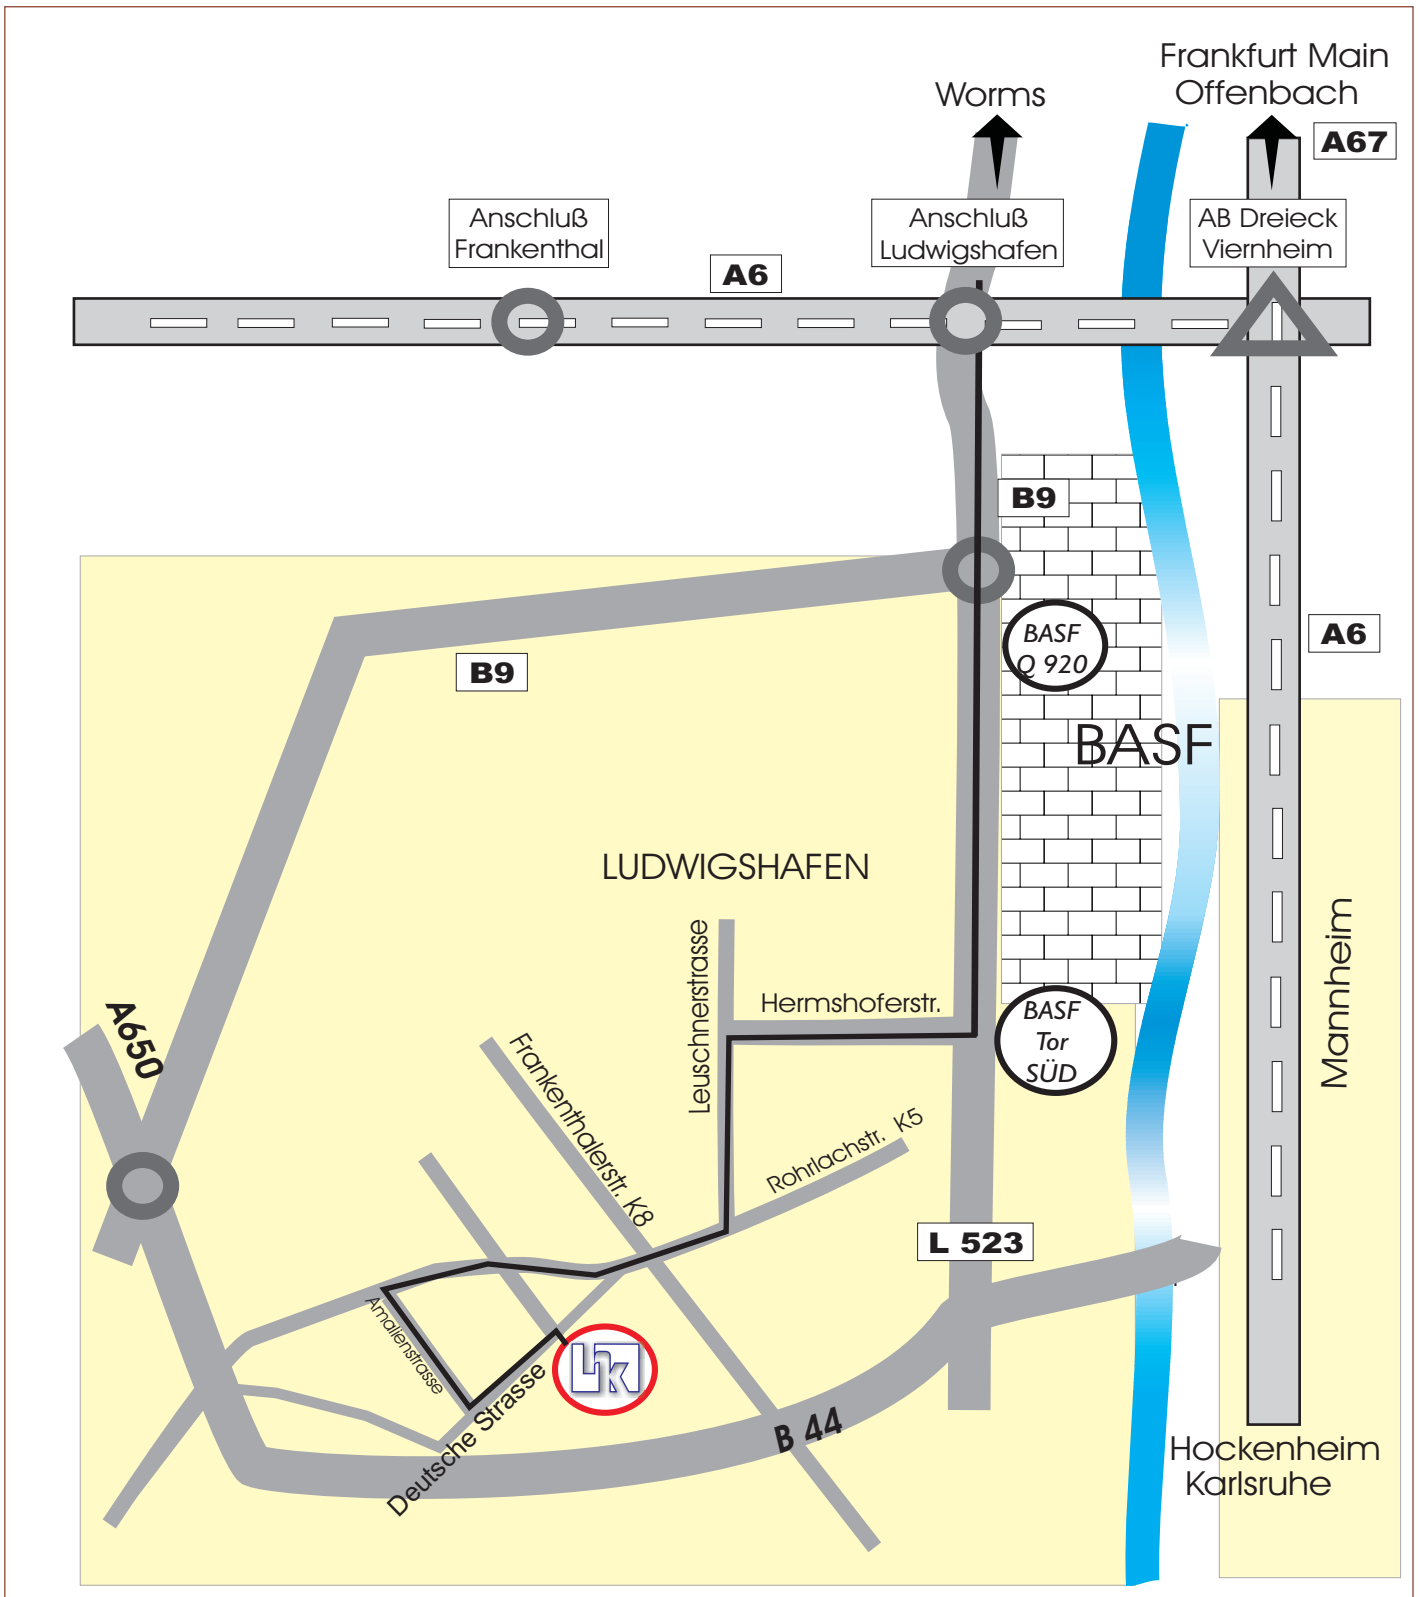 Frankfurt Main
Offenbach
Worms
A67
Anschluß
Frankenthal
Anschluß
Ludwigshafen
AB Dreieck
Viernheim
A6
B9
BASF
Q 920
A6
B9
BASF
LUDWIGSHAFEN
Mannheim
Leuschnerstrasse
Hermshoferstr.
BASF
Tor
SÜD
A650
Frankenthalerstr. K8
Rohrlachstr. K5
L 523
Amalienstrasse
Deutsche Strasse
hk
B 44
Hockenheim
Karlsruhe